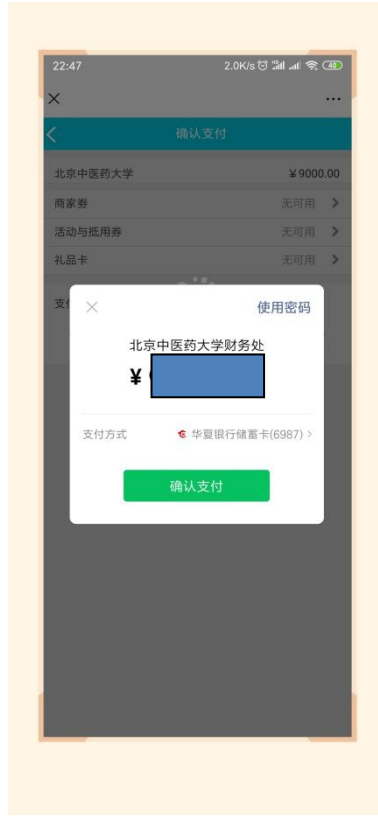 22:47 2.0K/s 40
确认支付
北京中医药大学 ¥9000.00
商家券 无可用
活动与抵用券 无可用
礼品卡 无可用
支付
使用密码
北京中医药大学财务处
¥
支付方式 华夏银行储蓄卡(6987)
确认支付